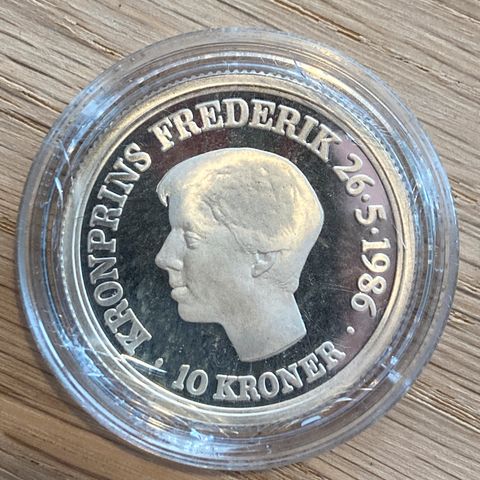 · KRONPRINS FREDERIK 26·5·1986 ·
10 KRONER